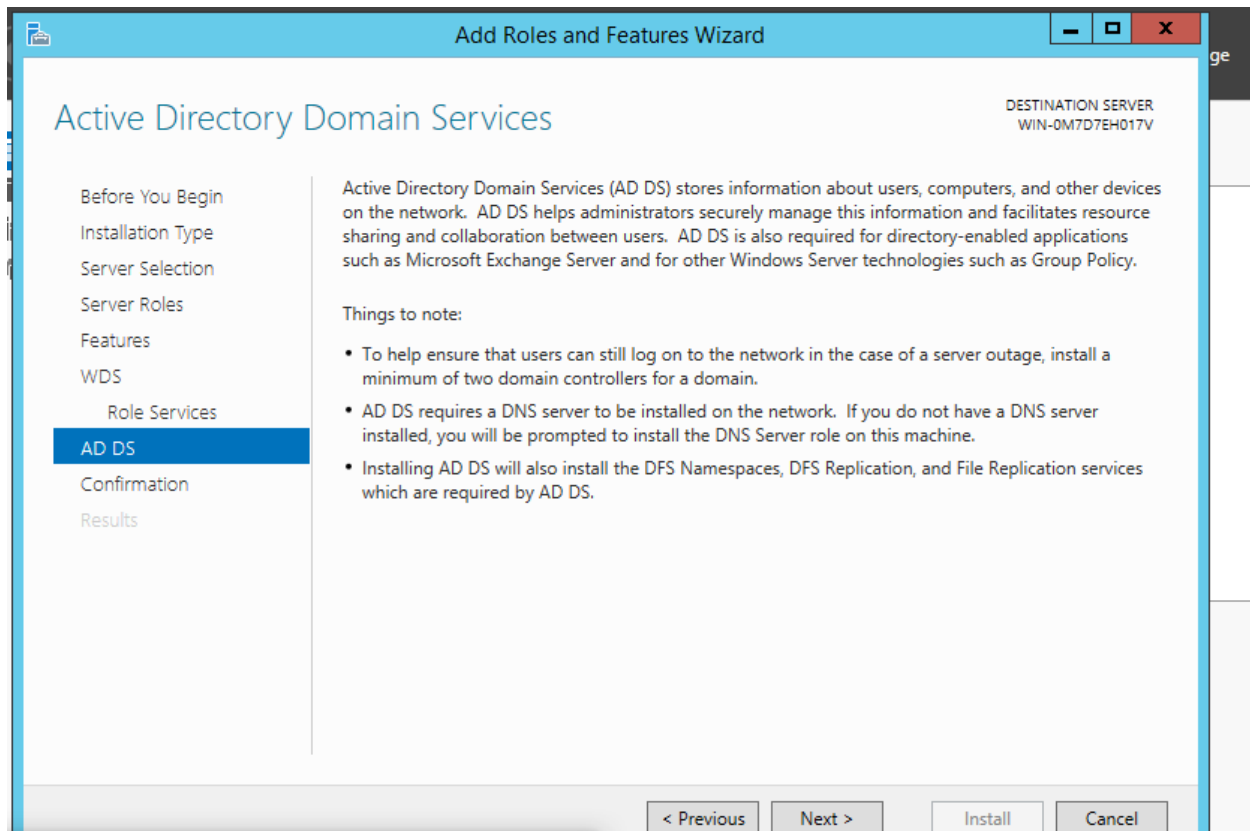 Add Roles and Features Wizard
ge
Active Directory Domain Services
DESTINATION SERVER
WIN-0M7D7EH017V
Before You Begin
Installation Type
Server Selection
Server Roles
Features
WDS
Role Services
AD DS
Confirmation
Results
Active Directory Domain Services (AD DS) stores information about users, computers, and other devices
on the network.  AD DS helps administrators securely manage this information and facilitates resource
sharing and collaboration between users.  AD DS is also required for directory-enabled applications
such as Microsoft Exchange Server and for other Windows Server technologies such as Group Policy.
Things to note:
• To help ensure that users can still log on to the network in the case of a server outage, install a
minimum of two domain controllers for a domain.
• AD DS requires a DNS server to be installed on the network.  If you do not have a DNS server
installed, you will be prompted to install the DNS Server role on this machine.
• Installing AD DS will also install the DFS Namespaces, DFS Replication, and File Replication services
which are required by AD DS.
< Previous
Next >
Install
Cancel